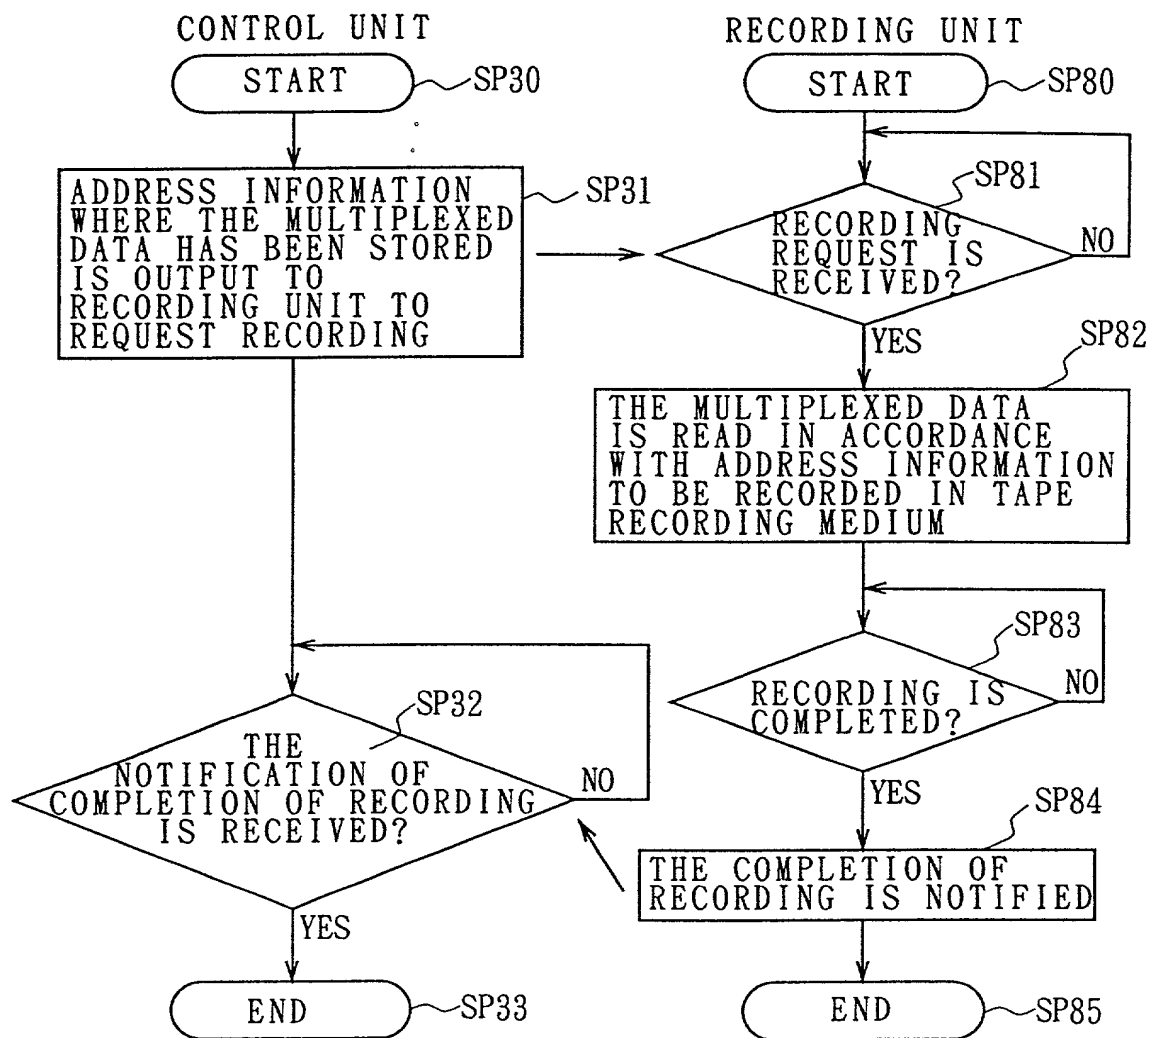 CONTROL UNIT
START
SP30
ADDRESS INFORMATION
WHERE THE MULTIPLEXED
DATA HAS BEEN STORED
IS OUTPUT TO
RECORDING UNIT TO
REQUEST RECORDING
SP31
THE
NOTIFICATION OF
COMPLETION OF RECORDING
IS RECEIVED?
SP32
NO
YES
END
SP33
RECORDING UNIT
START
SP80
RECORDING
REQUEST IS
RECEIVED?
SP81
NO
YES
SP82
THE MULTIPLEXED DATA
IS READ IN ACCORDANCE
WITH ADDRESS INFORMATION
TO BE RECORDED IN TAPE
RECORDING MEDIUM
SP83
RECORDING IS
COMPLETED?
NO
YES
SP84
THE COMPLETION OF
RECORDING IS NOTIFIED
END
SP85